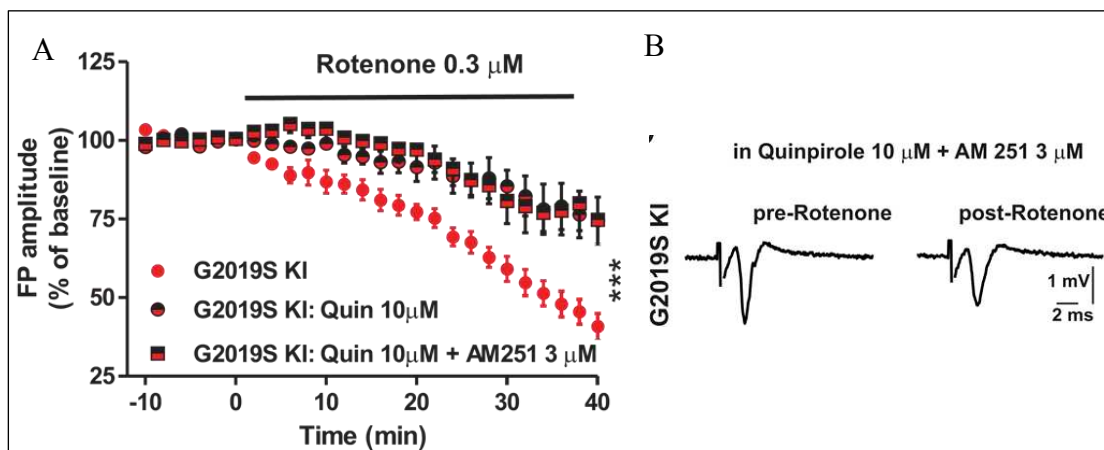 A
B
125
100
75
50
25
FP amplitude
(% of baseline)
Rotenone 0.3 μM
G2019S KI
G2019S KI: Quin 10μM
G2019S KI: Quin 10μM + AM251 3 μM
***
-10 0 10 20 30 40
Time (min)
in Quinpirole 10 μM + AM 251 3 μM
pre-Rotenone post-Rotenone
G2019S KI
1 mV
2 ms